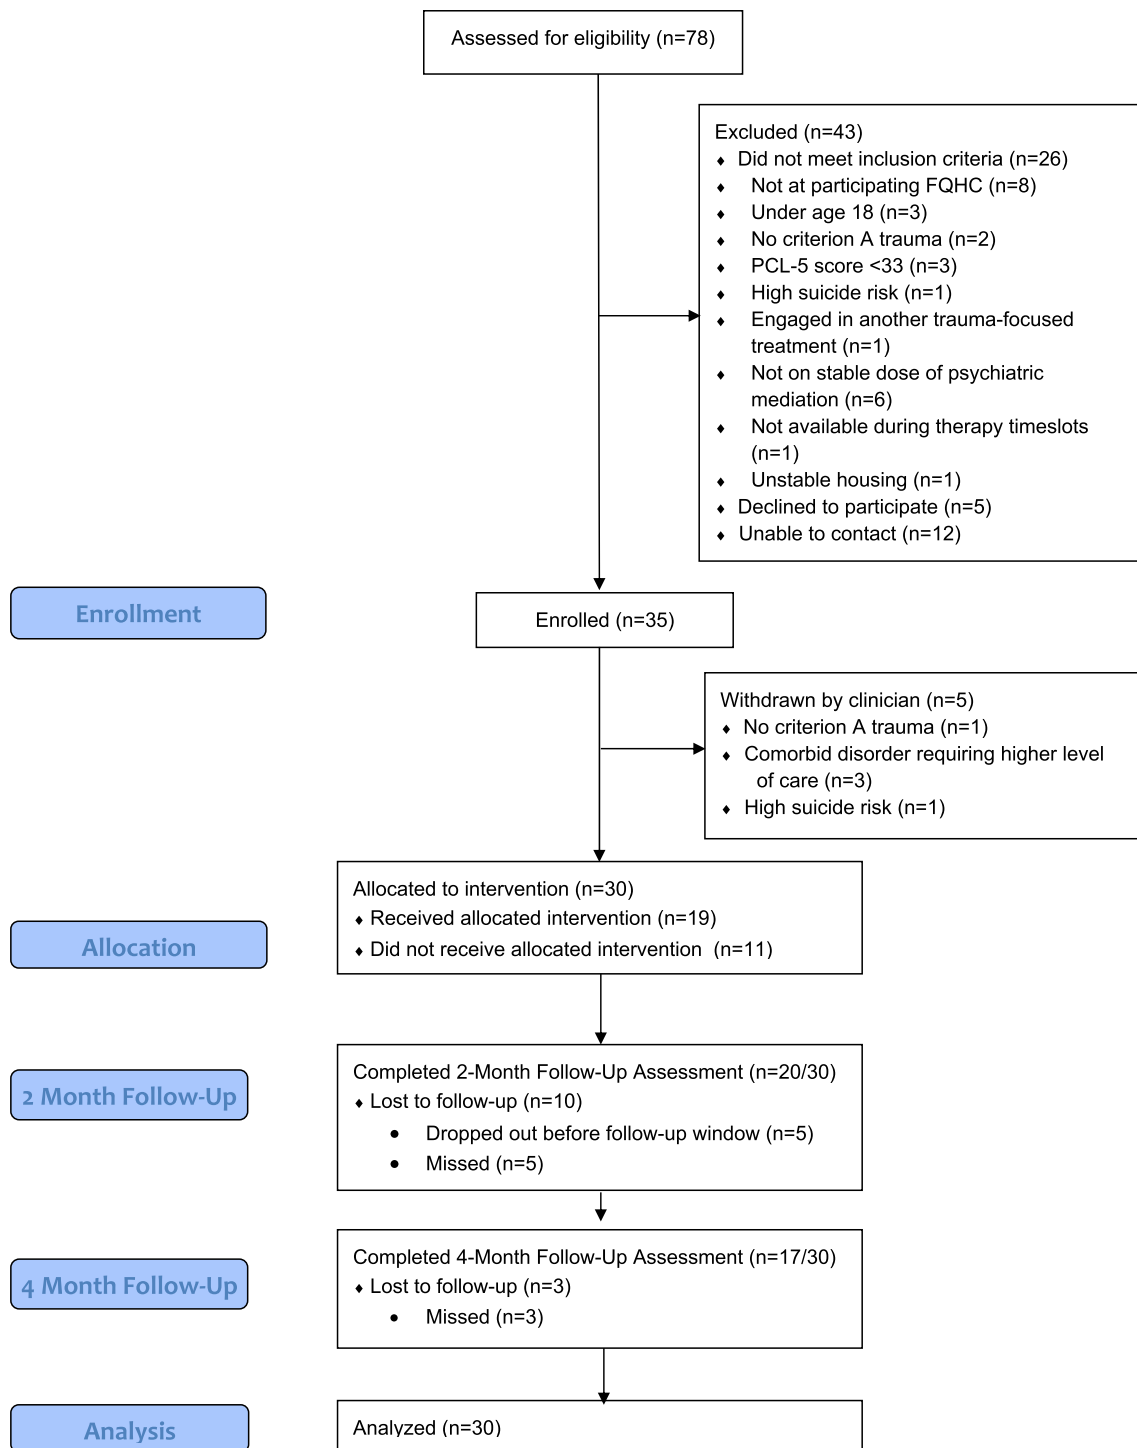 Assessed for eligibility (n=78)
Excluded (n=43)
♦ Did not meet inclusion criteria (n=26)
♦ Not at participating FQHC (n=8)
♦ Under age 18 (n=3)
♦ No criterion A trauma (n=2)
♦ PCL-5 score <33 (n=3)
♦ High suicide risk (n=1)
♦ Engaged in another trauma-focused
treatment (n=1)
♦ Not on stable dose of psychiatric
mediation (n=6)
♦ Not available during therapy timeslots
(n=1)
♦ Unstable housing (n=1)
♦ Declined to participate (n=5)
♦ Unable to contact (n=12)
Enrollment
Enrolled (n=35)
Withdrawn by clinician (n=5)
♦ No criterion A trauma (n=1)
♦ Comorbid disorder requiring higher level
of care (n=3)
♦ High suicide risk (n=1)
Allocation
Allocated to intervention (n=30)
♦ Received allocated intervention (n=19)
♦ Did not receive allocated intervention (n=11)
2 Month Follow-Up
Completed 2-Month Follow-Up Assessment (n=20/30)
♦ Lost to follow-up (n=10)
● Dropped out before follow-up window (n=5)
● Missed (n=5)
4 Month Follow-Up
Completed 4-Month Follow-Up Assessment (n=17/30)
♦ Lost to follow-up (n=3)
● Missed (n=3)
Analysis
Analyzed (n=30)